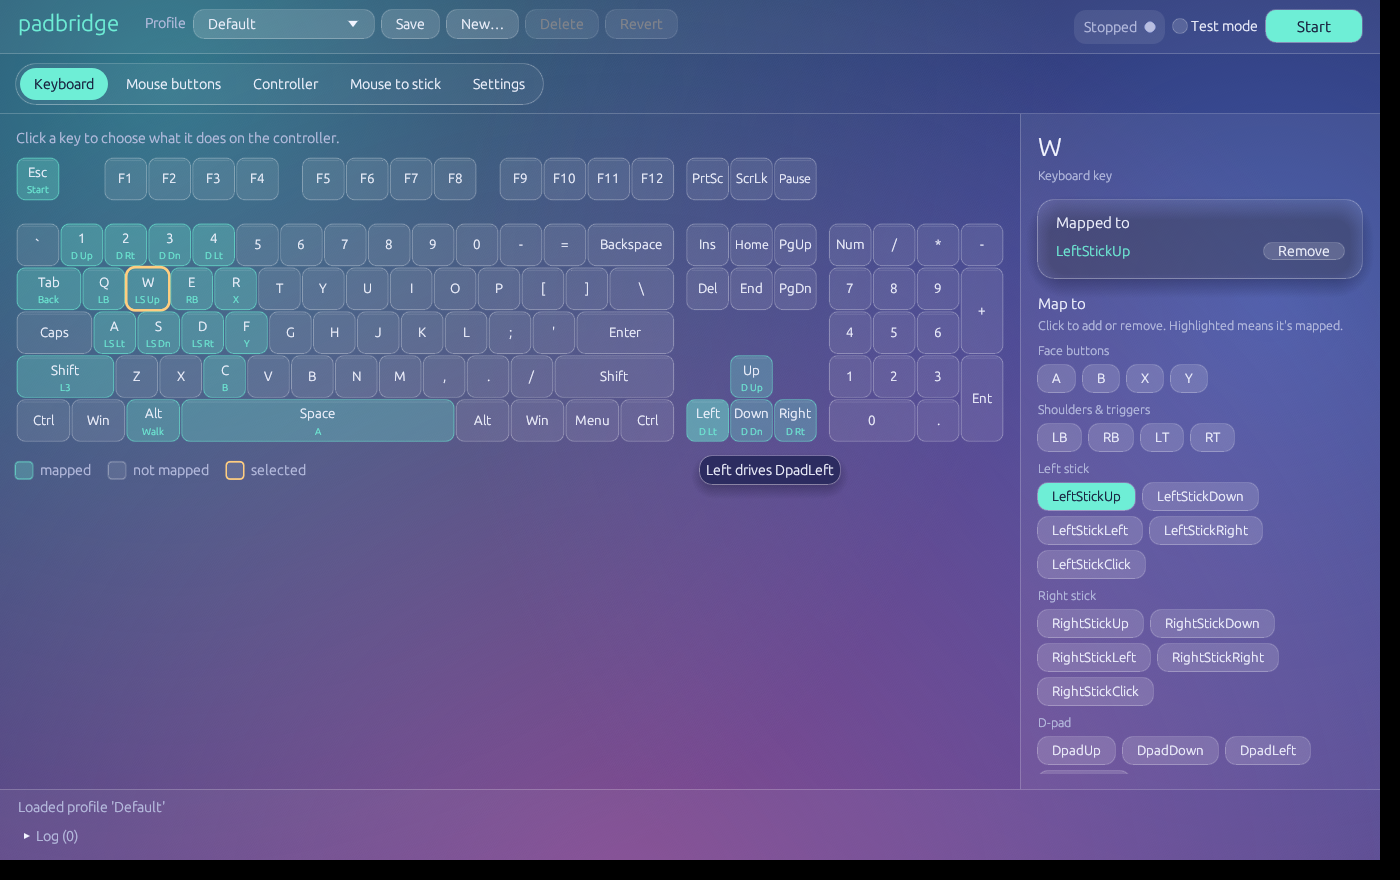 padbridge Profile Default Save New... Delete Revert Stopped Test mode Start
Keyboard Mouse buttons Controller Mouse to stick Settings
Click a key to choose what it does on the controller.
Esc F1 F2 F3 F4 F5 F6 F7 F8 F9 F10 F11 F12 PrtSc ScrLk Pause
Start
` 1 2 3 4 5 6 7 8 9 0 - = Backspace Ins Home PgUp Num / * -
D Up D Rt D Dn D Lt
Tab Q W E R T Y U I O P [ ] \ Del End PgDn 7 8 9 +
Back LB LS Up RB X
Caps A S D F G H J K L ; ' Enter 4 5 6
LS Lt LS Dn LS Rt Y
Shift Z X C V B N M , . / Shift Up 1 2 3 Ent
L3 B D Up
Ctrl Win Alt Space Alt Win Menu Ctrl Left Down Right 0 .
Walk A D Lt D Dn D Rt
mapped not mapped selected
Left drives DpadLeft
W
Keyboard key
Mapped to
LeftStickUp Remove
Map to
Click to add or remove. Highlighted means it's mapped.
Face buttons
A B X Y
Shoulders & triggers
LB RB LT RT
Left stick
LeftStickUp LeftStickDown
LeftStickLeft LeftStickRight
LeftStickClick
Right stick
RightStickUp RightStickDown
RightStickLeft RightStickRight
RightStickClick
D-pad
DpadUp DpadDown DpadLeft
Loaded profile 'Default'
Log (0)